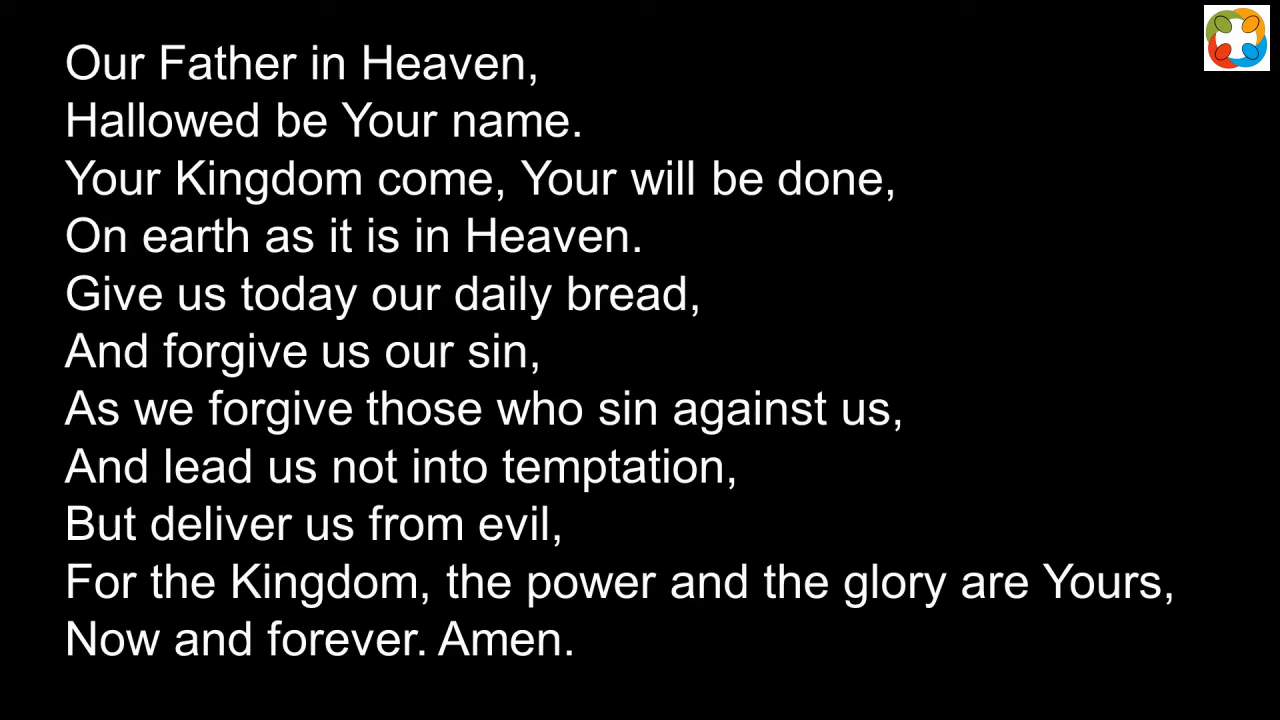 Our Father in Heaven,
Hallowed be Your name.
Your Kingdom come, Your will be done,
On earth as it is in Heaven.
Give us today our daily bread,
And forgive us our sin,
As we forgive those who sin against us,
And lead us not into temptation,
But deliver us from evil,
For the Kingdom, the power and the glory are Yours,
Now and forever. Amen.